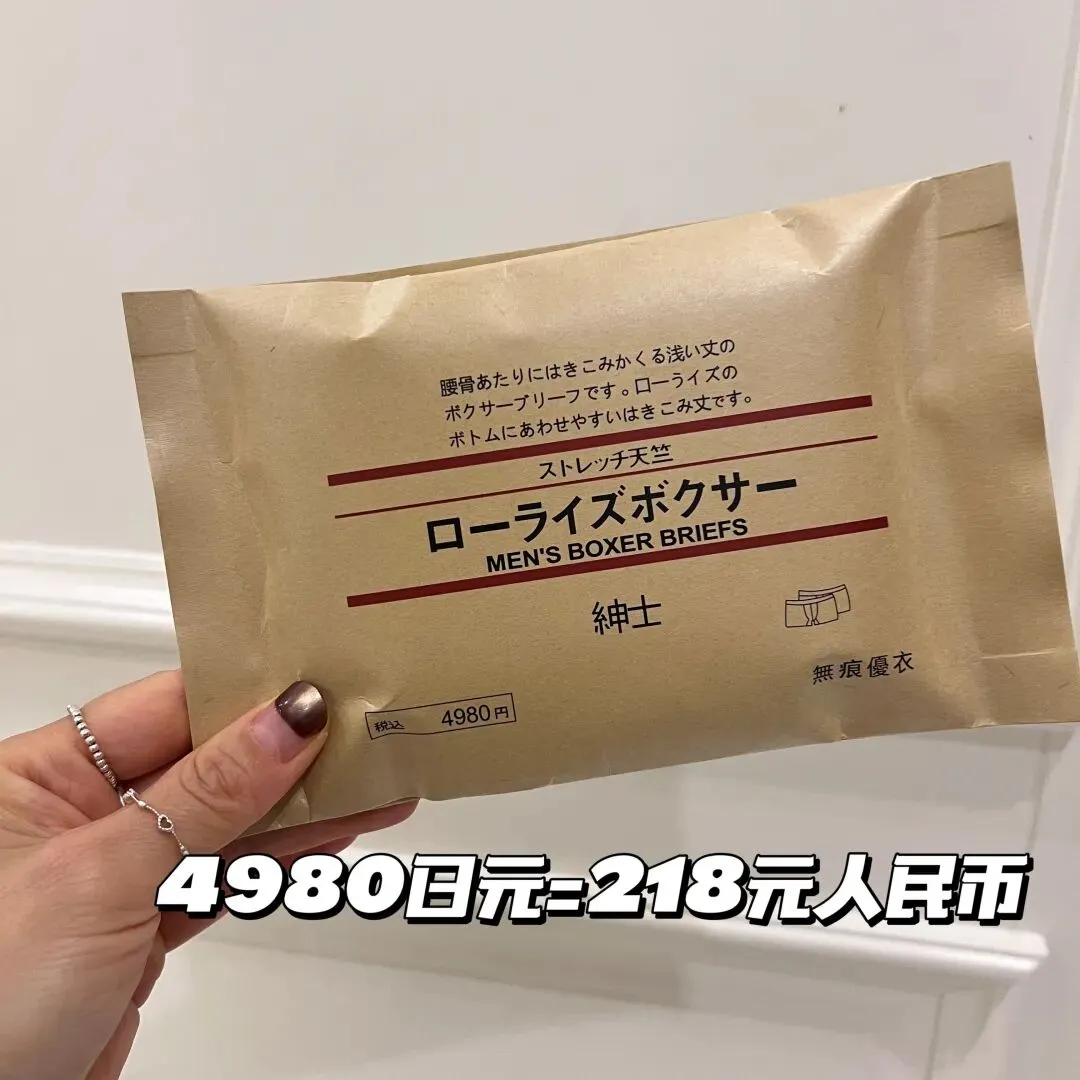 腰骨あたりにはきこみかくる浅い丈の
ボクサーブリーフです。ローライズの
ボトムにあわせやすいはきこみ丈です。
ストレッチ天竺
ローライズボクサー
MEN'S BOXER BRIEFS
紳士
無痕優衣
税込 4980円
4980日元=218元人民币